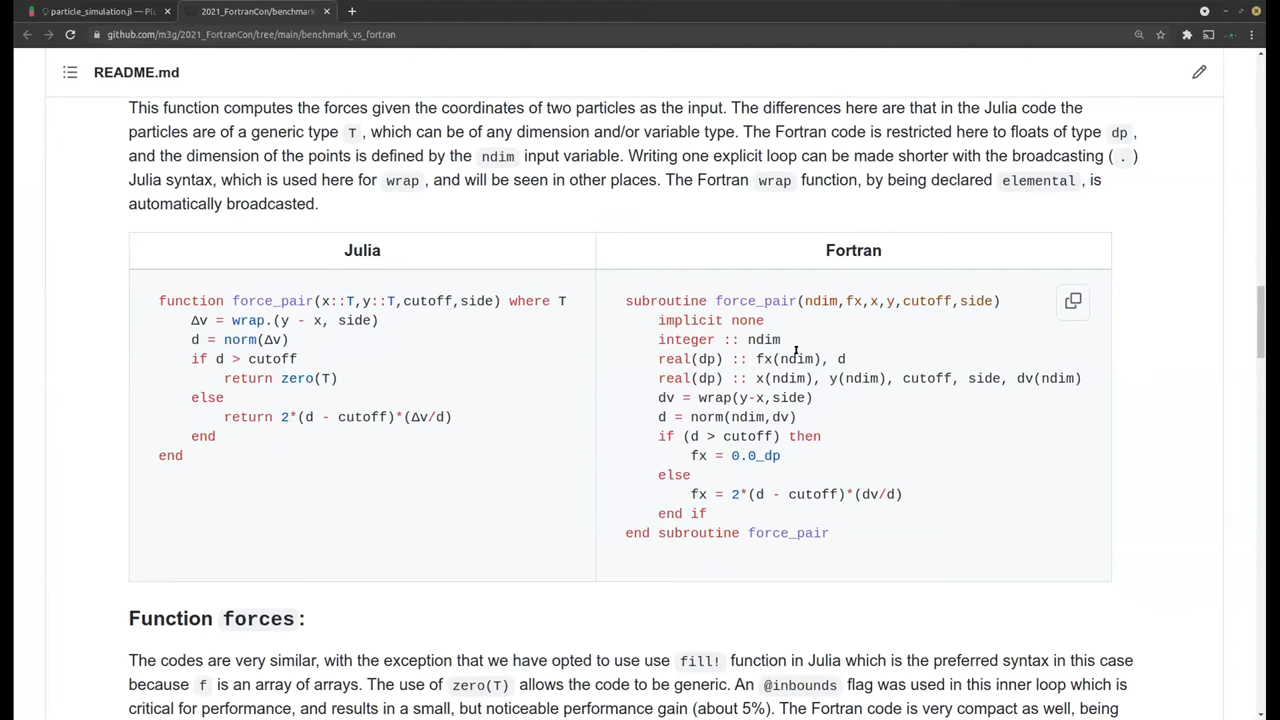 particle_simulation.jl — Pl
2021_FortranCon/benchmark
github.com/m3g/2021_FortranCon/tree/main/benchmark_vs_fortran
README.md
This function computes the forces given the coordinates of two particles as the input. The differences here are that in the Julia code the
particles are of a generic type T, which can be of any dimension and/or variable type. The Fortran code is restricted here to floats of type dp,
and the dimension of the points is defined by the ndim input variable. Writing one explicit loop can be made shorter with the broadcasting (.)
Julia syntax, which is used here for wrap, and will be seen in other places. The Fortran wrap function, by being declared elemental, is
automatically broadcasted.
Julia
function force_pair(x::T,y::T,cutoff,side) where T
Δv = wrap.(y - x, side)
d = norm(Δv)
if d > cutoff
return zero(T)
else
return 2*(d - cutoff)*(Δv/d)
end
end
Fortran
subroutine force_pair(ndim,fx,x,y,cutoff,side)
implicit none
integer :: ndim
real(dp) :: fx(ndim), d
real(dp) :: x(ndim), y(ndim), cutoff, side, dv(ndim)
dv = wrap(y-x,side)
d = norm(ndim,dv)
if (d > cutoff) then
fx = 0.0_dp
else
fx = 2*(d - cutoff)*(dv/d)
end if
end subroutine force_pair
Function forces:
The codes are very similar, with the exception that we have opted to use use fill! function in Julia which is the preferred syntax in this case
because f is an array of arrays. The use of zero(T) allows the code to be generic. An @inbounds flag was used in this inner loop which is
critical for performance, and results in a small, but noticeable performance gain (about 5%). The Fortran code is very compact as well, being